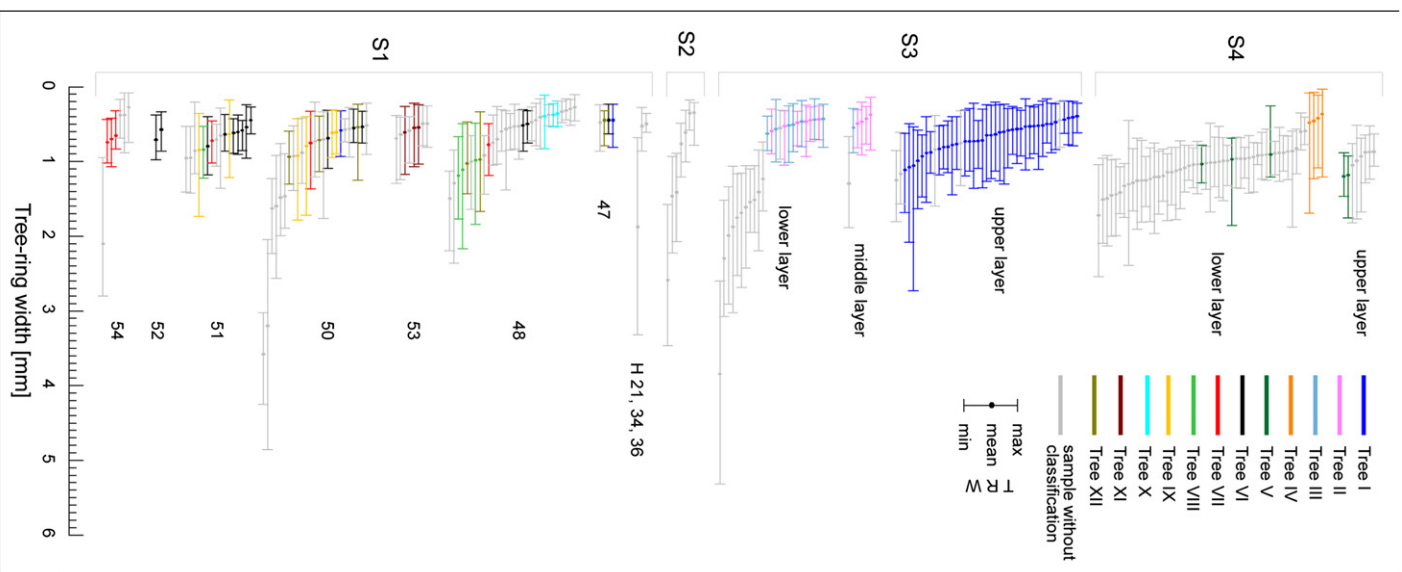 S1
S2
S3
S4
0
1
2
3
4
5
6
Tree-ring width [mm]
54
52
51
50
53
48
47
H 21, 34, 36
lower layer
middle layer
upper layer
lower layer
upper layer
Tree I
Tree II
Tree III
Tree IV
Tree V
Tree VI
Tree VII
Tree VIII
Tree IX
Tree X
Tree XI
Tree XII
sample without
classification
max
mean
min
TRW